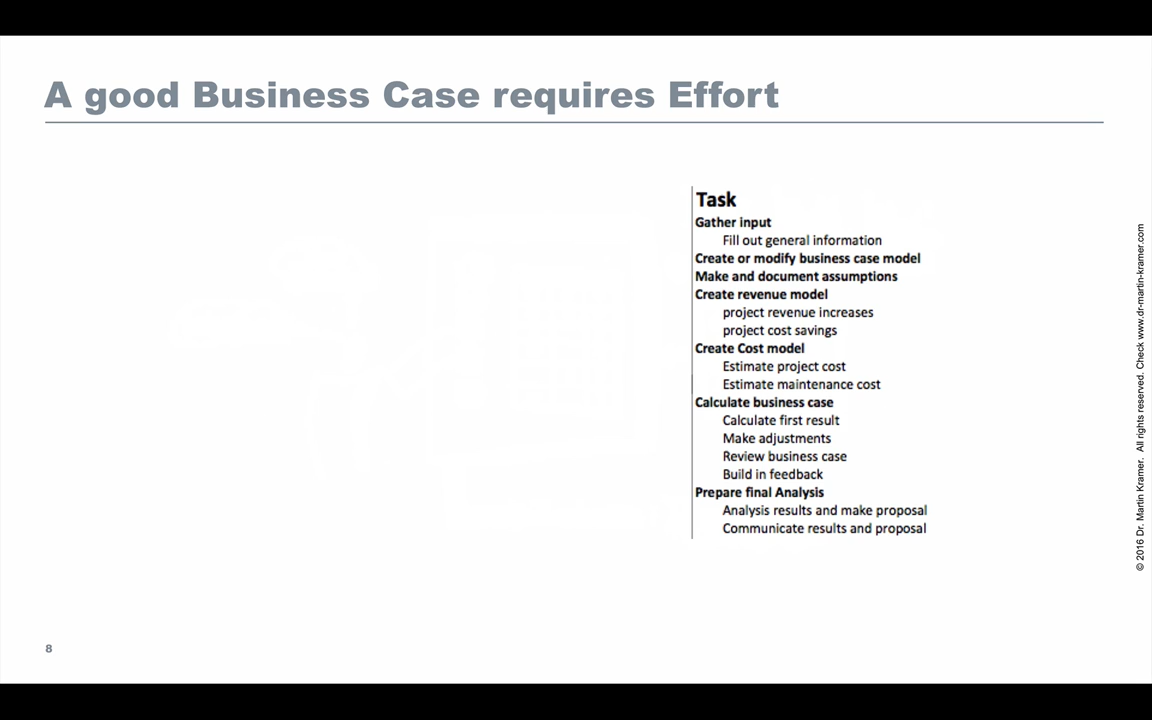 A good Business Case requires Effort
Task
Gather input
Fill out general information
Create or modify business case model
Make and document assumptions
Create revenue model
project revenue increases
project cost savings
Create Cost model
Estimate project cost
Estimate maintenance cost
Calculate business case
Calculate first result
Make adjustments
Review business case
Build in feedback
Prepare final Analysis
Analysis results and make proposal
Communicate results and proposal
© 2016 Dr. Martin Kramer. All rights reserved. Check www.dr-martin-kramer.com
8